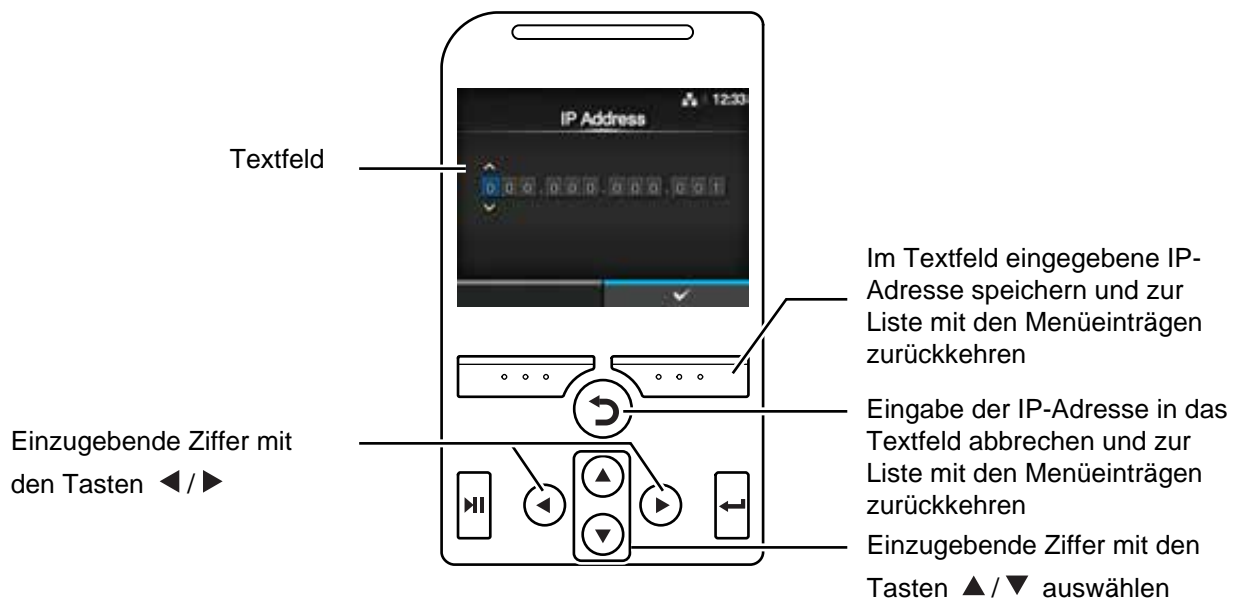 12:33
IP Address
Textfeld
000.000.000.001
Im Textfeld eingegebene IP-
Adresse speichern und zur
Liste mit den Menüeinträgen
zurückkehren
Eingabe der IP-Adresse in das
Textfeld abbrechen und zur
Liste mit den Menüeinträgen
zurückkehren
Einzugebende Ziffer mit
den Tasten ◀ / ▶
Einzugebende Ziffer mit den
Tasten ▲ / ▼ auswählen